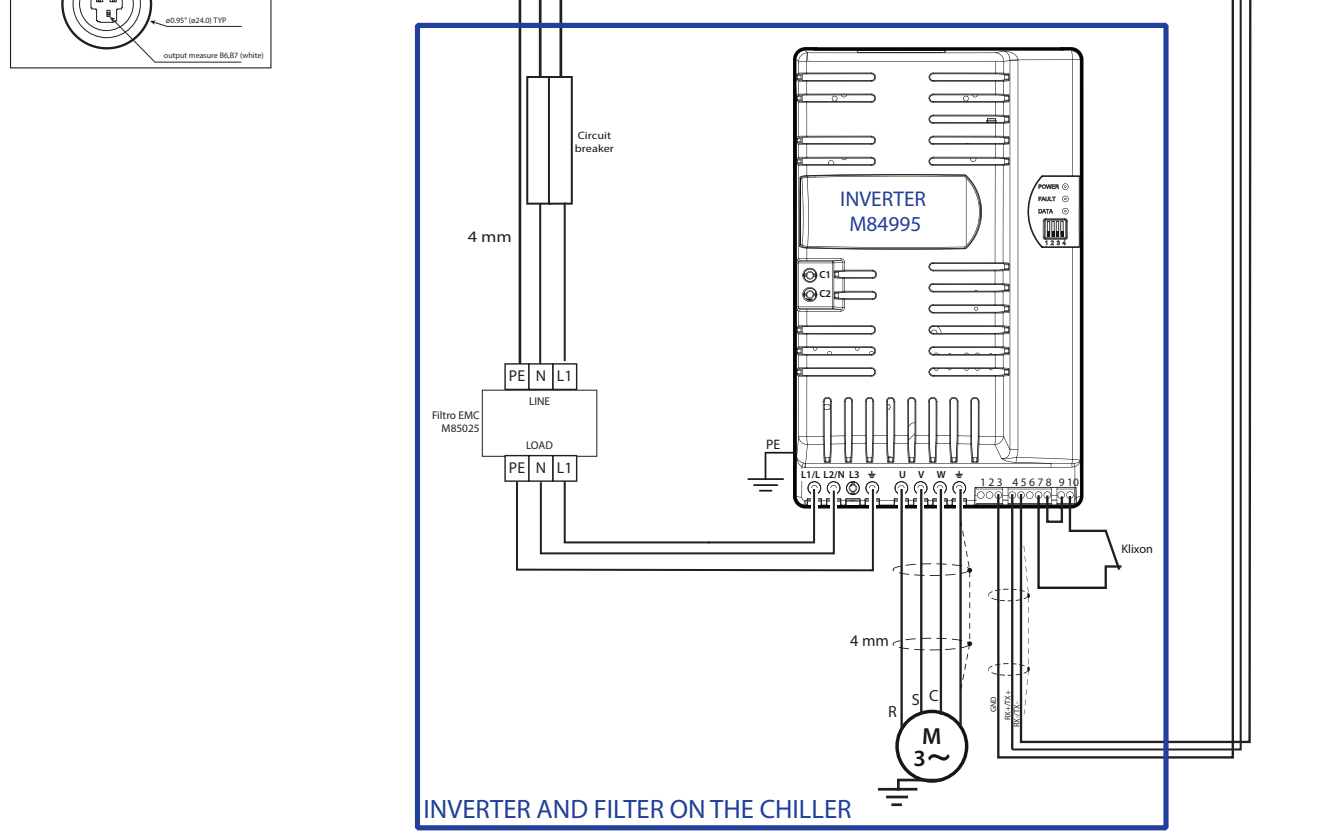 ø0.95" (ø24.0) TYP
output measure B6,B7 (white)
Circuit
breaker
4 mm
INVERTER
M84995
POWER
FAULT
DATA
1 2 3 4
C1
C2
PE N L1
LINE
Filtro EMC
M85025
LOAD
PE N L1
PE
L1/L L2/N L3 U V W
1 2 3 4 5 6 7 8 9 10
Klixon
4 mm
GND
RX+/TX+
RX-/TX-
R S C
M
3~
INVERTER AND FILTER ON THE CHILLER